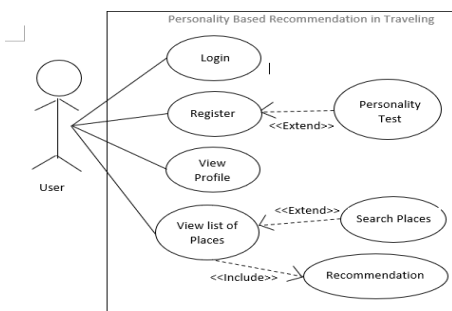 Personality Based Recommendation in Traveling
Login
Register
Personality
Test
<<Extend>>
View
Profile
User
View list of
Places
<<Extend>>
Search Places
<<Include>>
Recommendation